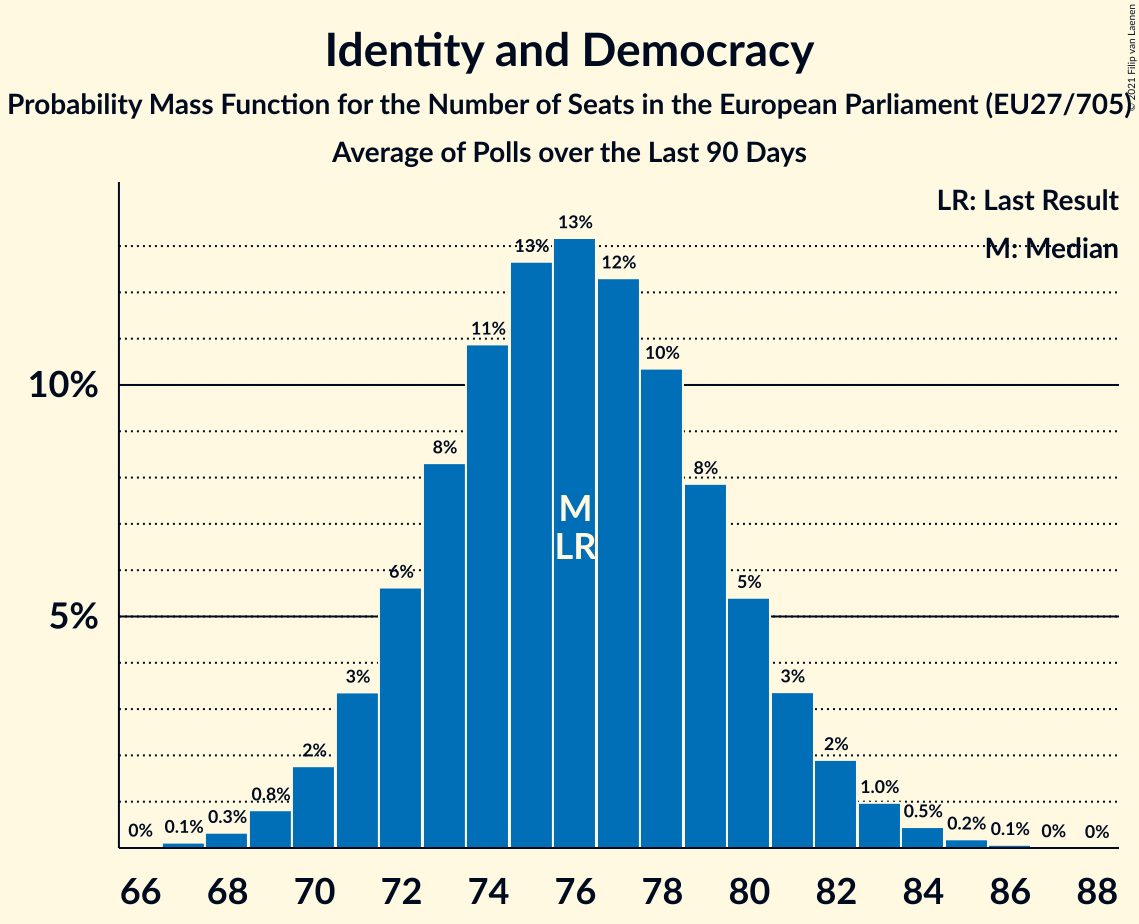 Identity and Democracy
Probability Mass Function for the Number of Seats in the European Parliament (EU27/705)
Average of Polls over the Last 90 Days
© 2021 Filip van Laenen
LR: Last Result
M: Median
10%
5%
0%
0.1%
0.3%
0.8%
2%
3%
6%
8%
11%
13%
13%
12%
10%
8%
5%
3%
2%
1.0%
0.5%
0.2%
0.1%
0%
0%
M
LR
66 68 70 72 74 76 78 80 82 84 86 88